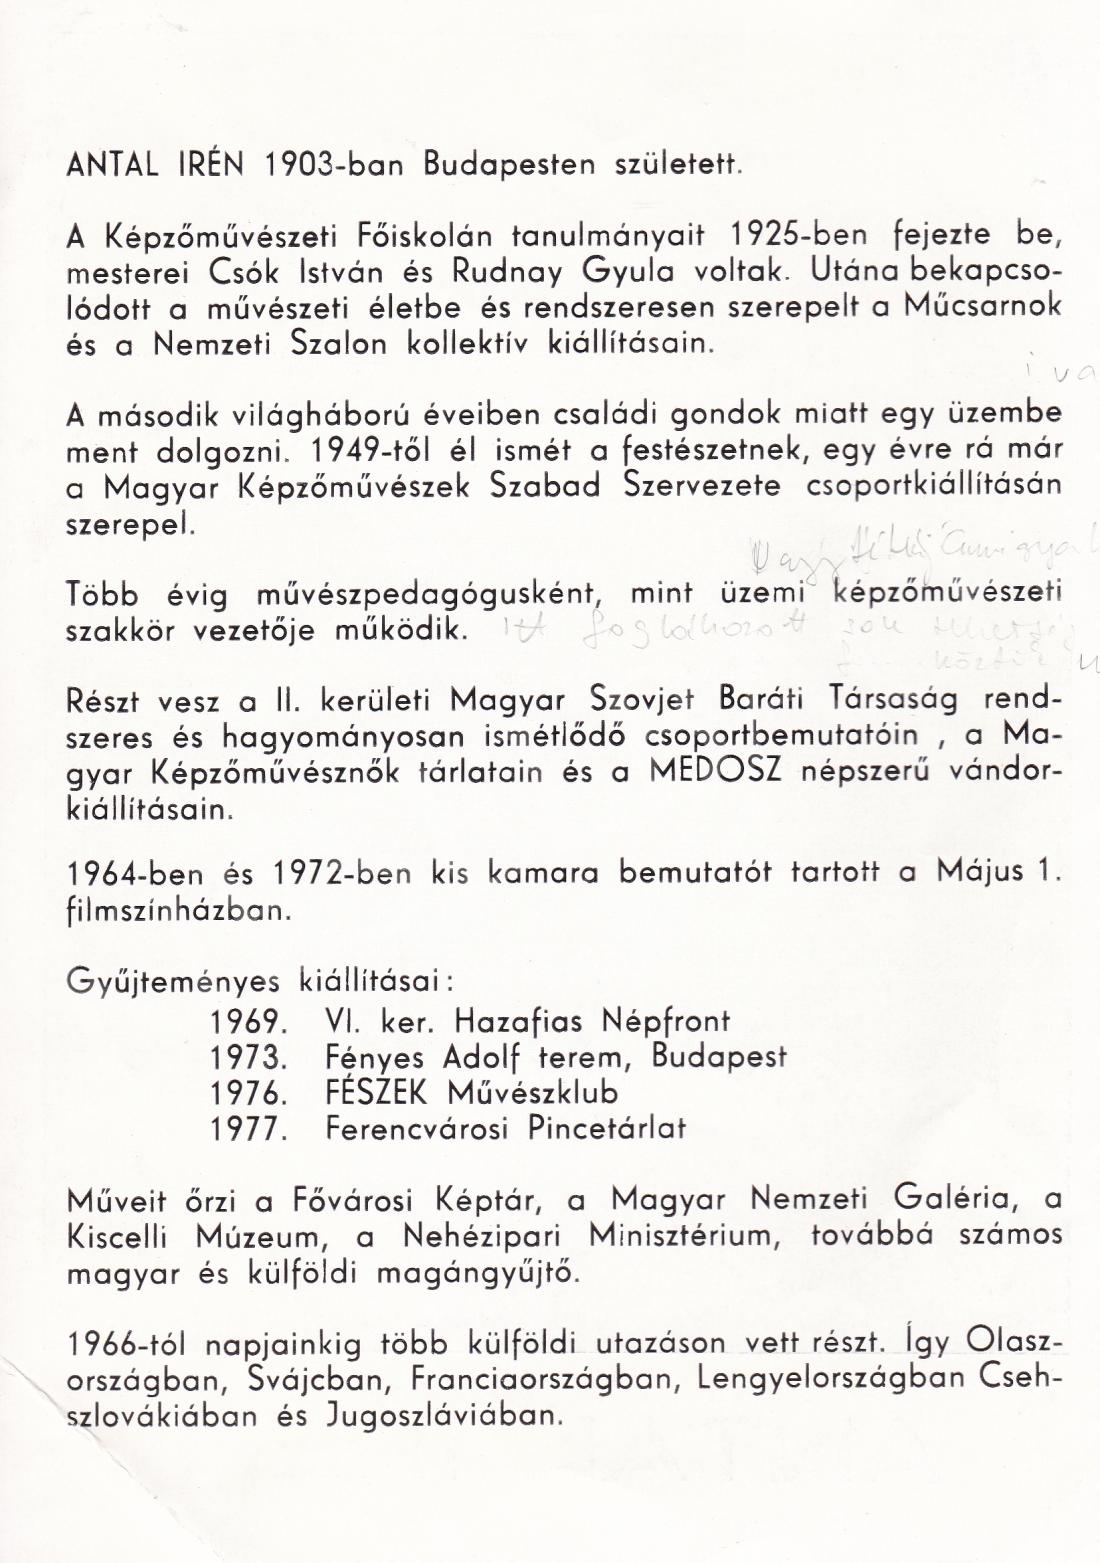 ANTAL IRÉN 1903-ban Budapesten született.
A Képzőművészeti Főiskolán tanulmányait 1925-ben fejezte be,
mesterei Csók István és Rudnay Gyula voltak. Utána bekapcso-
lódott a művészeti életbe és rendszeresen szerepelt a Műcsarnok
és a Nemzeti Szalon kollektív kiállításain.
A második világháború éveiben családi gondok miatt egy üzembe
ment dolgozni. 1949-től él ismét a festészetnek, egy évre rá már
a Magyar Képzőművészek Szabad Szervezete csoportkiállításán
szerepel.
Több évig művészpedagógusként, mint üzemi képzőművészeti
szakkör vezetője működik. itt foglalkozott sok
Részt vesz a II. kerületi Magyar Szovjet Baráti Társaság rend-
szeres és hagyományosan ismétlődő csoportbemutatóin , a Ma-
gyar Képzőművésznők tárlatain és a MEDOSZ népszerű vándor-
kiállításain.
1964-ben és 1972-ben kis kamara bemutatót tartott a Május 1.
filmszínházban.
Gyűjteményes kiállításai :
1969. VI. ker. Hazafias Népfront
1973. Fényes Adolf terem, Budapest
1976. FÉSZEK Művészklub
1977. Ferencvárosi Pincetárlat
Műveit őrzi a Fővárosi Képtár, a Magyar Nemzeti Galéria, a
Kiscelli Múzeum, a Nehézipari Minisztérium, továbbá számos
magyar és külföldi magángyűjtő.
1966-tól napjainkig több külföldi utazáson vett részt. Így Olasz-
országban, Svájcban, Franciaországban, Lengyelországban Cseh-
szlovákiában és Jugoszláviában.